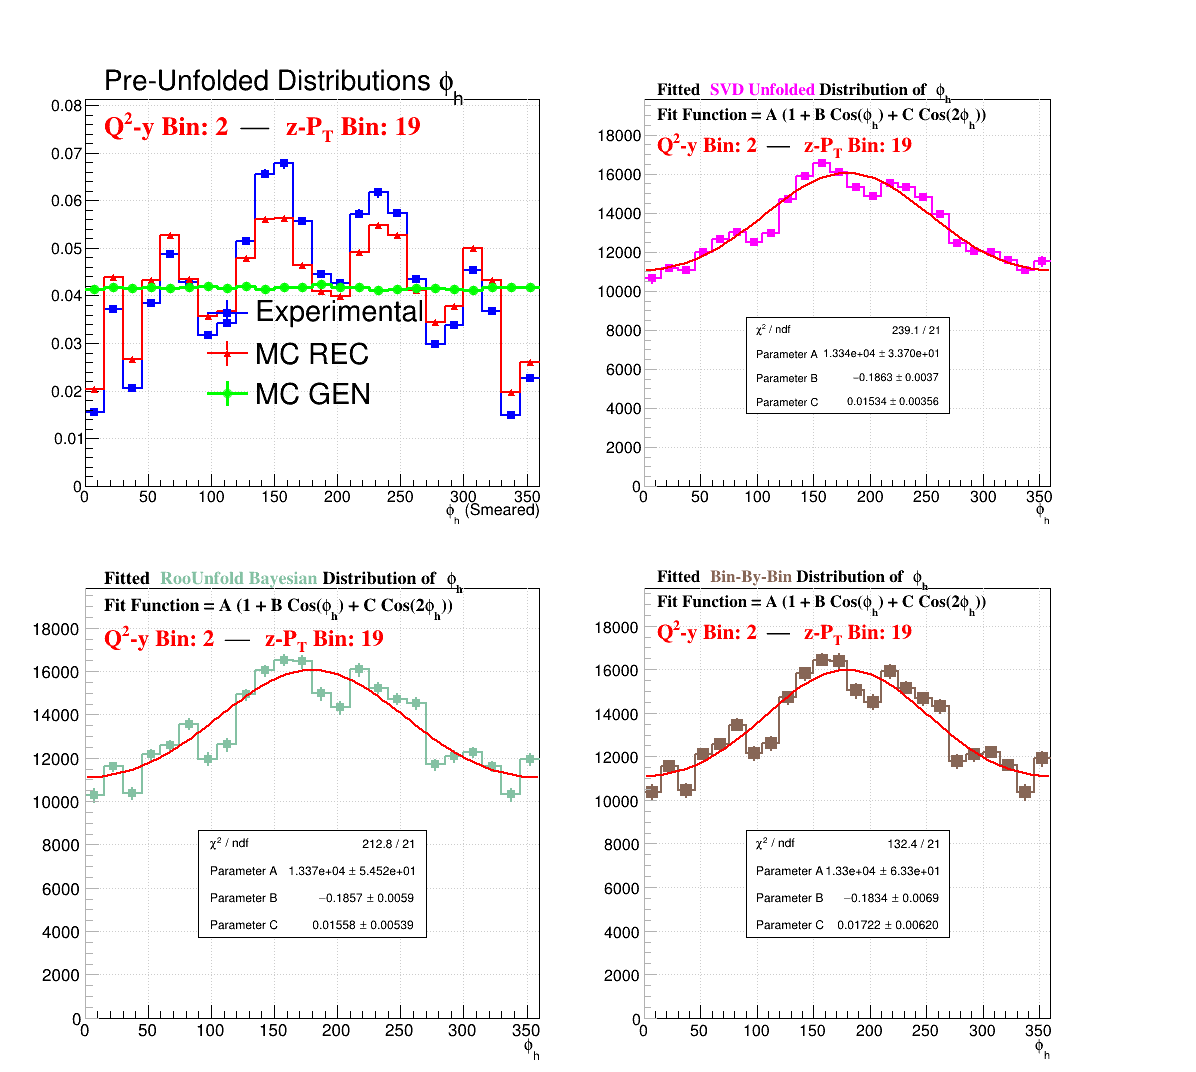 Pre-Unfolded Distributions ϕh
Q²-y Bin: 2 — z-PT Bin: 19
0.08
0.07
0.06
0.05
0.04
0.03
0.02
0.01
0
Experimental
MC REC
MC GEN
0 50 100 150 200 250 300 350
ϕh (Smeared)
Fitted SVD Unfolded Distribution of ϕh
Fit Function = A (1 + B Cos(ϕh) + C Cos(2ϕh))
Q²-y Bin: 2 — z-PT Bin: 19
18000
16000
14000
12000
10000
8000
6000
4000
2000
0
χ² / ndf 239.1 / 21
Parameter A 1.334e+04 ± 3.370e+01
Parameter B −0.1863 ± 0.0037
Parameter C 0.01534 ± 0.00356
0 50 100 150 200 250 300 350
ϕh
Fitted RooUnfold Bayesian Distribution of ϕh
Fit Function = A (1 + B Cos(ϕh) + C Cos(2ϕh))
Q²-y Bin: 2 — z-PT Bin: 19
18000
16000
14000
12000
10000
8000
6000
4000
2000
0
χ² / ndf 212.8 / 21
Parameter A 1.337e+04 ± 5.452e+01
Parameter B −0.1857 ± 0.0059
Parameter C 0.01558 ± 0.00539
0 50 100 150 200 250 300 350
ϕh
Fitted Bin-By-Bin Distribution of ϕh
Fit Function = A (1 + B Cos(ϕh) + C Cos(2ϕh))
Q²-y Bin: 2 — z-PT Bin: 19
18000
16000
14000
12000
10000
8000
6000
4000
2000
0
χ² / ndf 132.4 / 21
Parameter A 1.33e+04 ± 6.33e+01
Parameter B −0.1834 ± 0.0069
Parameter C 0.01722 ± 0.00620
0 50 100 150 200 250 300 350
ϕh